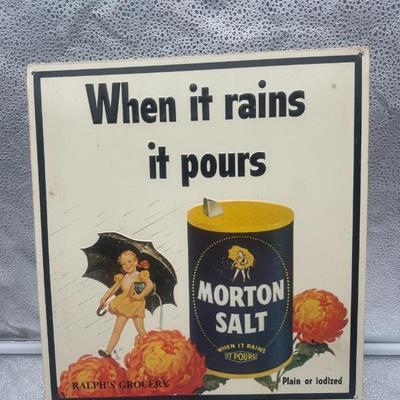 When it rains
it pours
MORTON
SALT
WHEN IT RAINS
IT POURS
RALPH'S GROCERY
Plain or iodized